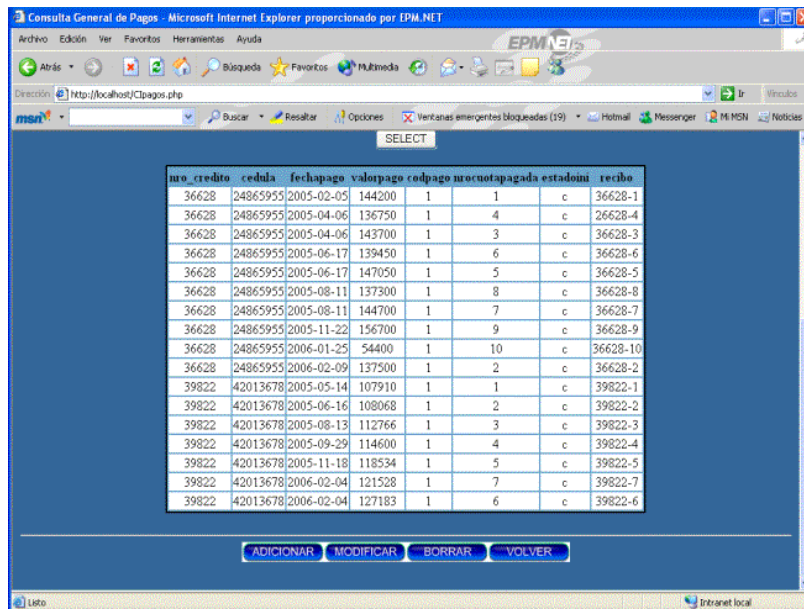 Consulta General de Pagos - Microsoft Internet Explorer proporcionado por EPM.NET
Archivo Edición Ver Favoritos Herramientas Ayuda
EPMNET
Atrás Búsqueda Favoritos Multimedia
Dirección http://localhost/CIpagos.php Ir Vínculos
msn Buscar Resaltar Opciones Ventanas emergentes bloqueadas (19) Hotmail Messenger Mi MSN Noticias
SELECT
nro_credito cedula fechapago valorpago codpago nrocuotapagada estadoini recibo
36628 24865955 2005-02-05 144200 1 1 c 36628-1
36628 24865955 2005-04-06 136750 1 4 c 26628-4
36628 24865955 2005-04-06 143700 1 3 c 36628-3
36628 24865955 2005-06-17 139450 1 6 c 36628-6
36628 24865955 2005-06-17 147050 1 5 c 36628-5
36628 24865955 2005-08-11 137300 1 8 c 36628-8
36628 24865955 2005-08-11 144700 1 7 c 36628-7
36628 24865955 2005-11-22 156700 1 9 c 36628-9
36628 24865955 2006-01-25 54400 1 10 c 36628-10
36628 24865955 2006-02-09 137500 1 2 c 36628-2
39822 42013678 2005-05-14 107910 1 1 c 39822-1
39822 42013678 2005-06-16 108068 1 2 c 39822-2
39822 42013678 2005-08-13 112766 1 3 c 39822-3
39822 42013678 2005-09-29 114600 1 4 c 39822-4
39822 42013678 2005-11-18 118534 1 5 c 39822-5
39822 42013678 2006-02-04 121528 1 7 c 39822-7
39822 42013678 2006-02-04 127183 1 6 c 39822-6
ADICIONAR MODIFICAR BORRAR VOLVER
Listo Intranet local